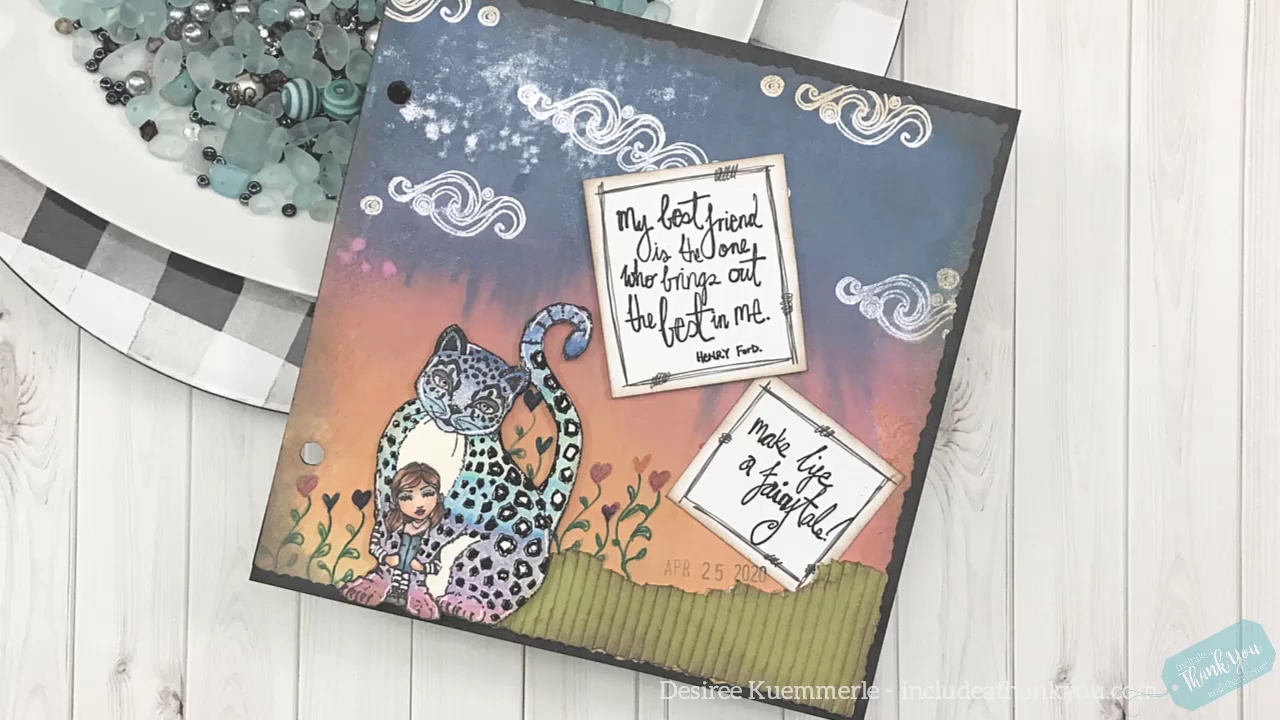 My best friend
is the one
who brings out
the best in me.
HENRY FORD.
make life
a fairytale!
APR 25 2020
Desiree Kuemmerle - includeathankyou.com
include a
Thank You